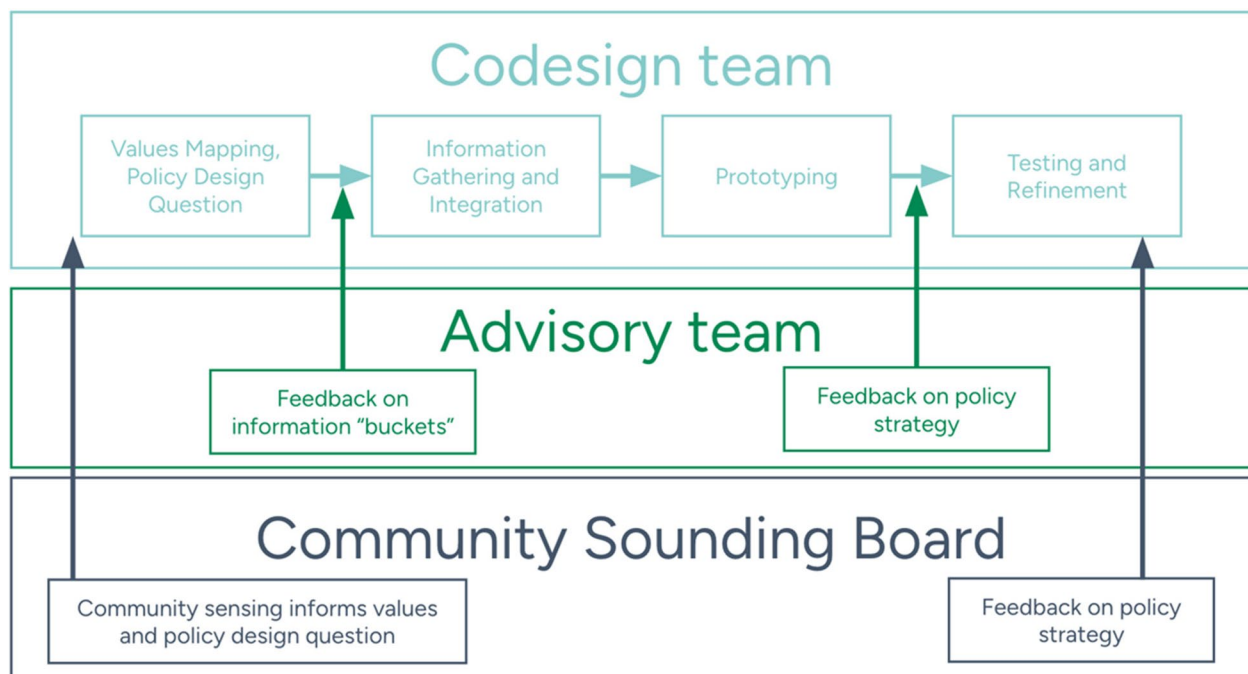 Codesign team
Values Mapping,
Policy Design
Question
Information
Gathering and
Integration
Prototyping
Testing and
Refinement
Advisory team
Feedback on
information “buckets”
Feedback on policy
strategy
Community Sounding Board
Community sensing informs values
and policy design question
Feedback on policy
strategy